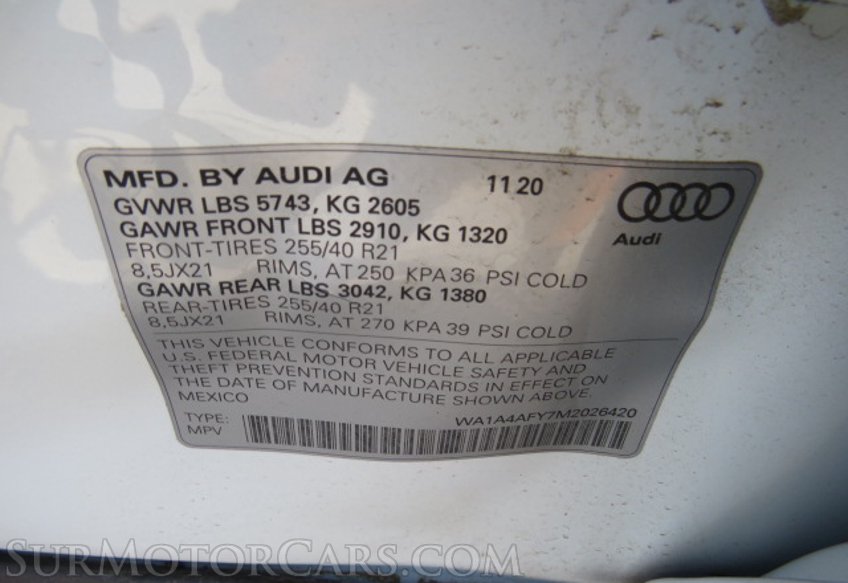 MFD. BY AUDI AG 11 20
GVWR LBS 5743, KG 2605
GAWR FRONT LBS 2910, KG 1320
FRONT-TIRES 255/40 R21
8,5JX21 RIMS, AT 250 KPA 36 PSI COLD
GAWR REAR LBS 3042, KG 1380
REAR-TIRES 255/40 R21
8,5JX21 RIMS, AT 270 KPA 39 PSI COLD
Audi
THIS VEHICLE CONFORMS TO ALL APPLICABLE
U.S. FEDERAL MOTOR VEHICLE SAFETY AND
THEFT PREVENTION STANDARDS IN EFFECT ON
THE DATE OF MANUFACTURE SHOWN ABOVE.
MEXICO
WA1A4AFY7M2026420
TYPE:
MPV
SurMotorCars.com